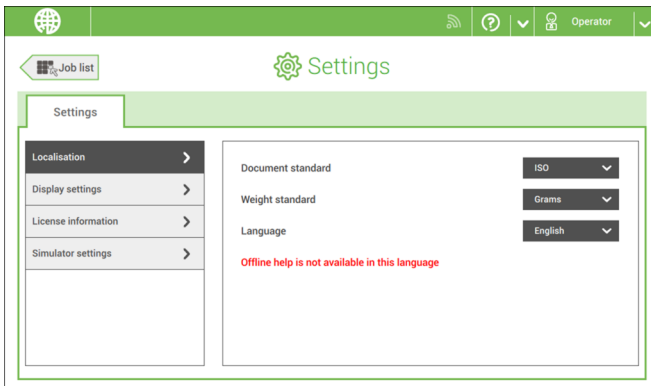 Operator
Job list
Settings
Settings
Localisation
Display settings
License information
Simulator settings
Document standard
ISO
Weight standard
Grams
Language
English
Offline help is not available in this language